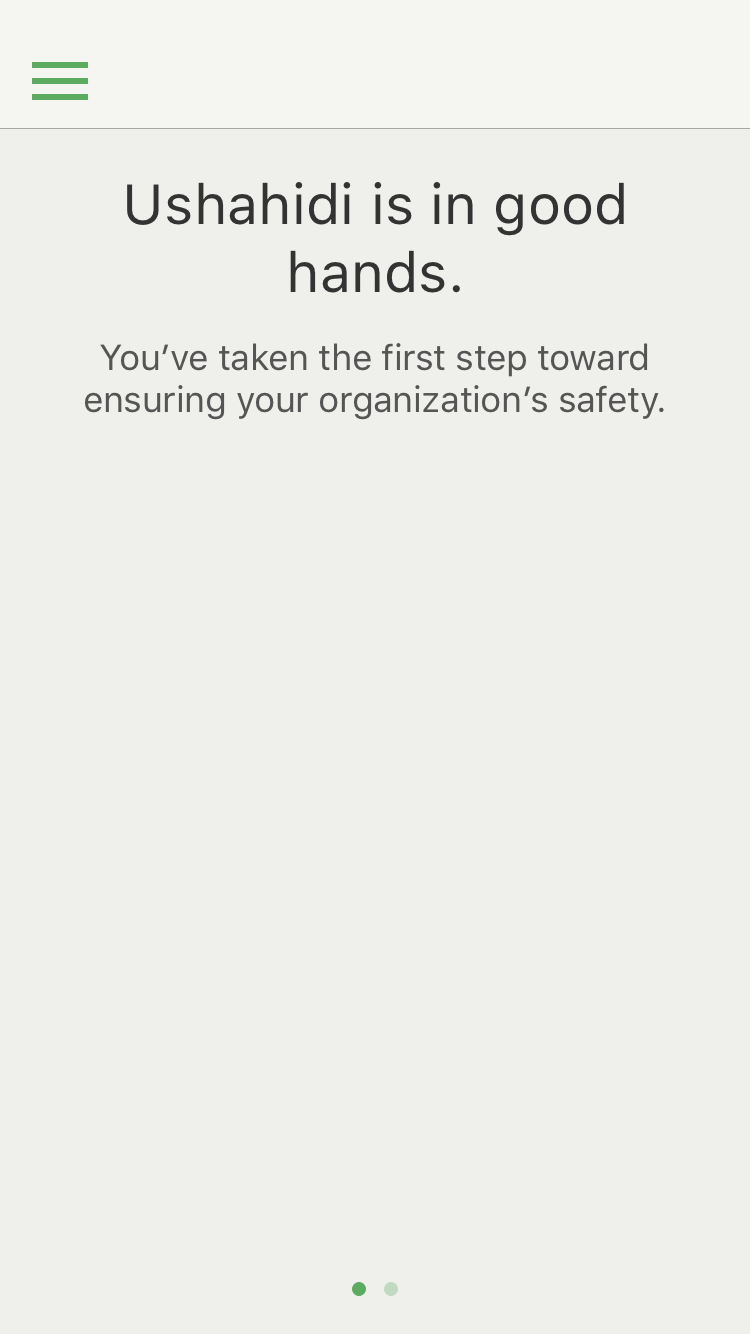 Ushahidi is in good
hands.
You’ve taken the first step toward
ensuring your organization’s safety.